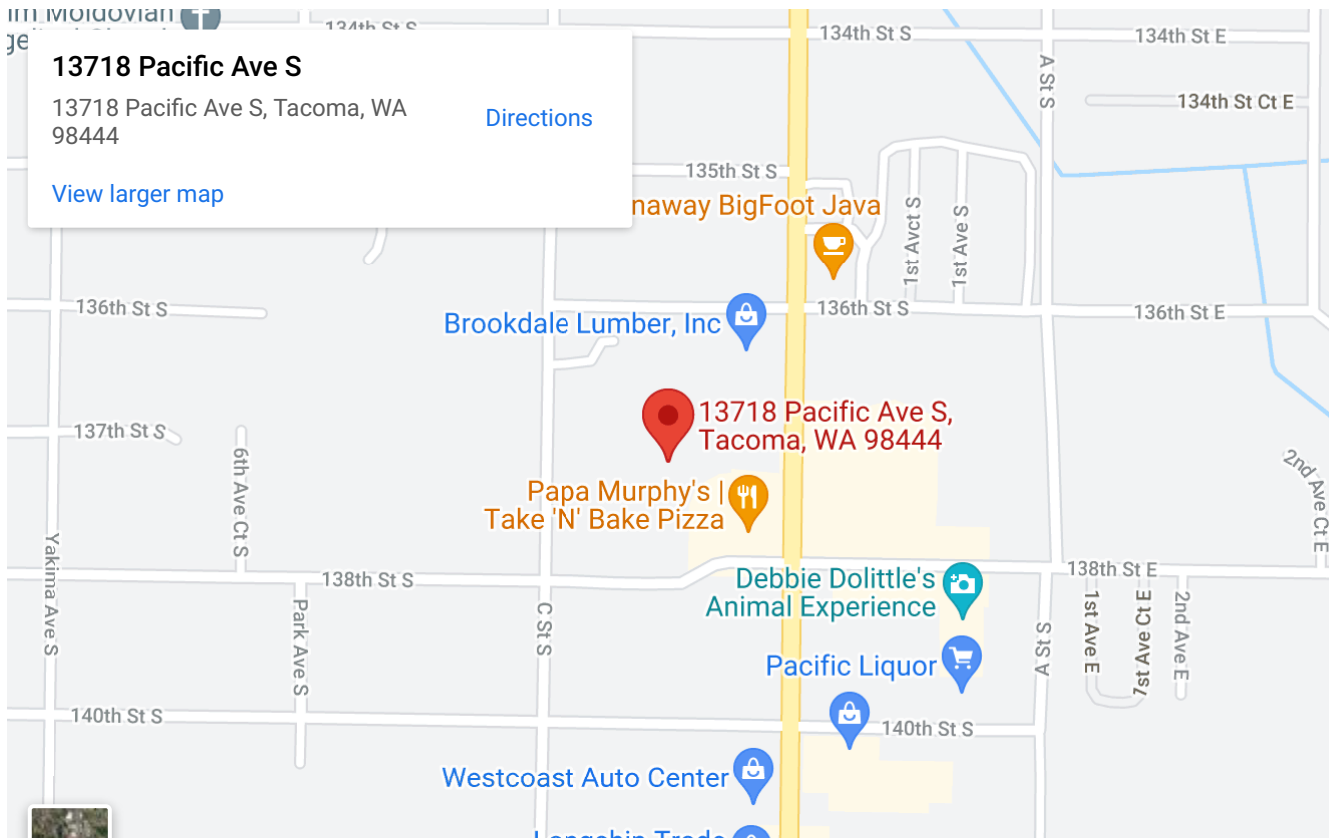 134th St S
134th St S
134th St E
13718 Pacific Ave S
13718 Pacific Ave S, Tacoma, WA
98444
Directions
View larger map
A St S
134th St Ct E
135th St S
naway BigFoot Java
1st Avct S
1st Ave S
136th St S
Brookdale Lumber, Inc
136th St S
136th St E
13718 Pacific Ave S,
Tacoma, WA 98444
137th St S
6th Ave Ct S
2nd Ave Ct E
Papa Murphy's |
Take 'N' Bake Pizza
Yakima Ave S
138th St S
138th St E
Debbie Dolittle's
Animal Experience
Park Ave S
C St S
A St S
1st Ave E
7st Ave Ct E
2nd Ave E
Pacific Liquor
140th St S
140th St S
Westcoast Auto Center